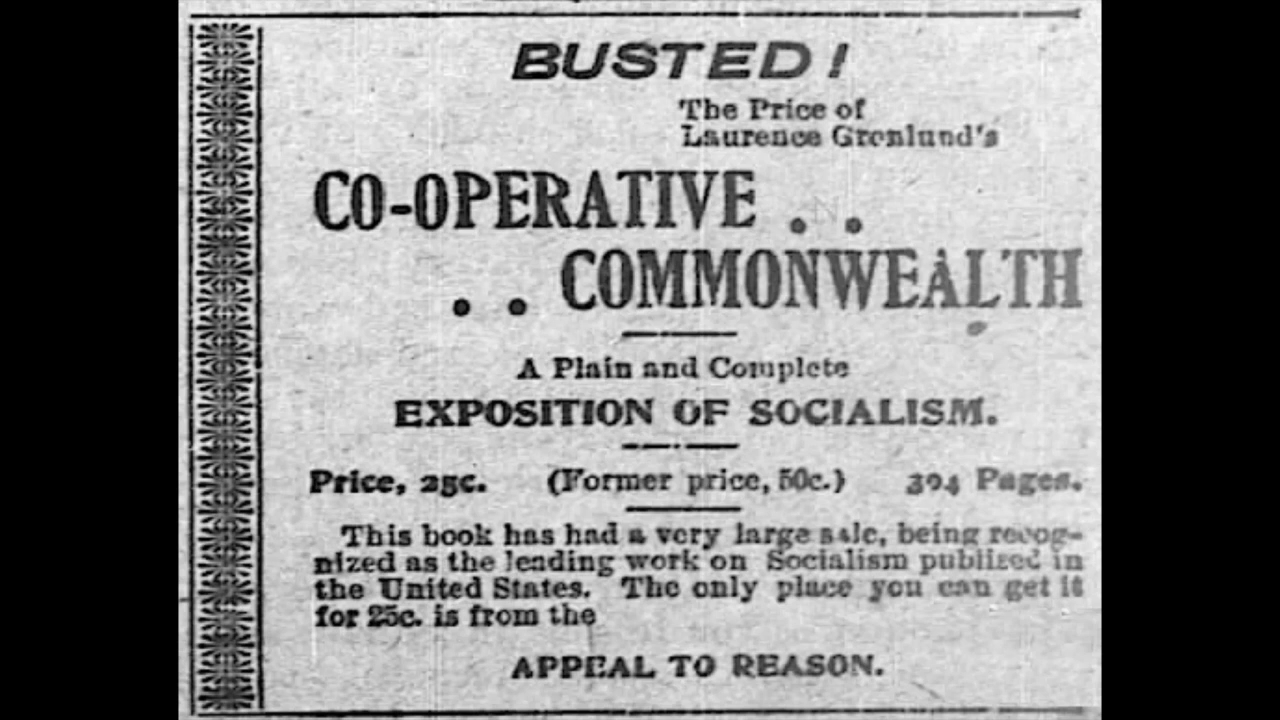 BUSTED!
The Price of
Laurence Gronlund's
CO-OPERATIVE . .
. . COMMONWEALTH
A Plain and Complete
EXPOSITION OF SOCIALISM.
Price, 25c. (Former price, 50c.) 304 Pages.
This book has had a very large sale, being recog-
nized as the leading work on Socialism publised in
the United States. The only place you can get it
for 25c. is from the
APPEAL TO REASON.